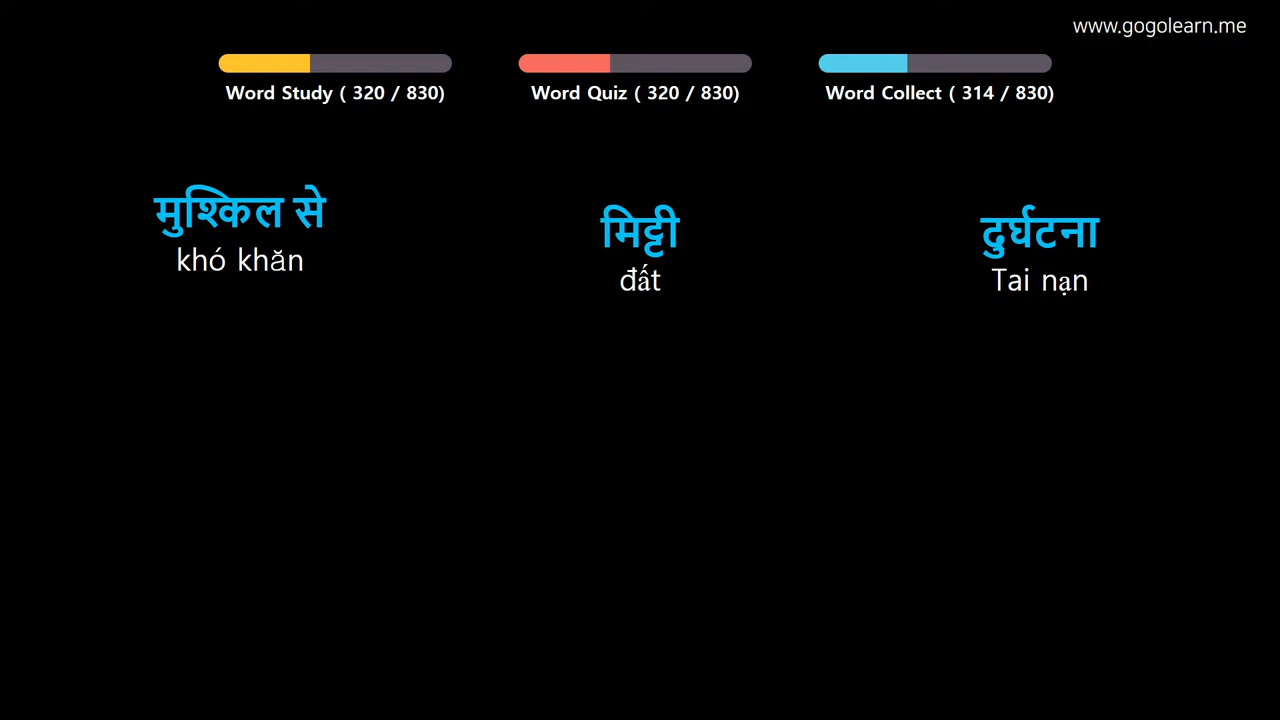 www.gogolearn.me
Word Study ( 320 / 830)
Word Quiz ( 320 / 830)
Word Collect ( 314 / 830)
मुश्किल से
khó khăn
मिट्टी
đất
दुर्घटना
Tai nạn